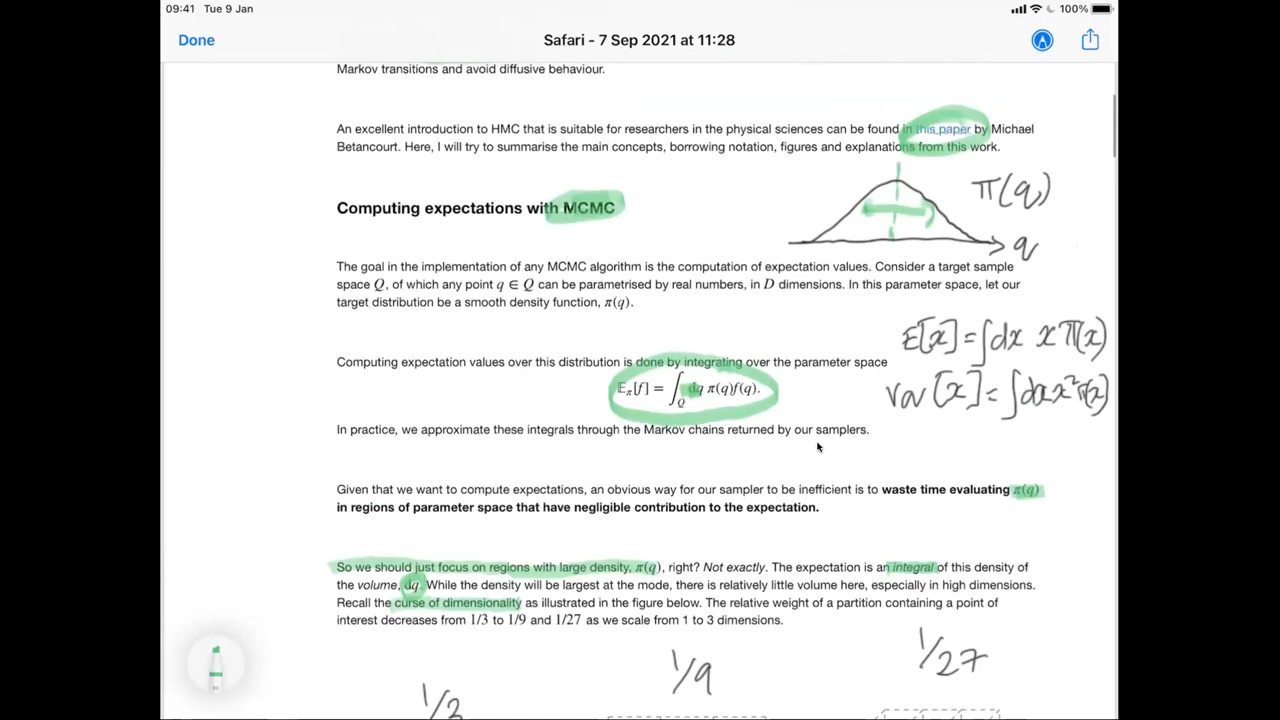 09:41 Tue 9 Jan 100%
Done Safari - 7 Sep 2021 at 11:28
Markov transitions and avoid diffusive behaviour.
An excellent introduction to HMC that is suitable for researchers in the physical sciences can be found in this paper by Michael
Betancourt. Here, I will try to summarise the main concepts, borrowing notation, figures and explanations from this work.
π(q)
Computing expectations with MCMC
q
The goal in the implementation of any MCMC algorithm is the computation of expectation values. Consider a target sample
space Q, of which any point q ∈ Q can be parametrised by real numbers, in D dimensions. In this parameter space, let our
target distribution be a smooth density function, π(q).
E[x] = ∫dx x π(x)
Computing expectation values over this distribution is done by integrating over the parameter space
𝔼π[f] = ∫Q dq π(q)f(q).
Var[x] = ∫dx x² π(x)
In practice, we approximate these integrals through the Markov chains returned by our samplers.
Given that we want to compute expectations, an obvious way for our sampler to be inefficient is to waste time evaluating π(q)
in regions of parameter space that have negligible contribution to the expectation.
So we should just focus on regions with large density, π(q), right? Not exactly. The expectation is an integral of this density of
the volume, dq. While the density will be largest at the mode, there is relatively little volume here, especially in high dimensions.
Recall the curse of dimensionality as illustrated in the figure below. The relative weight of a partition containing a point of
interest decreases from 1/3 to 1/9 and 1/27 as we scale from 1 to 3 dimensions.
1/27
1/9
1/3